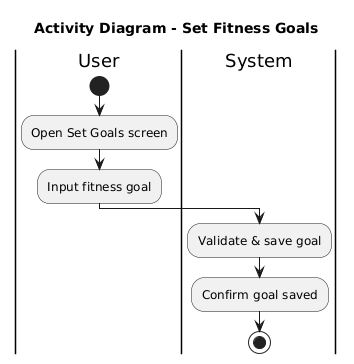 Activity Diagram - Set Fitness Goals
User
System
Open Set Goals screen
Input fitness goal
Validate & save goal
Confirm goal saved